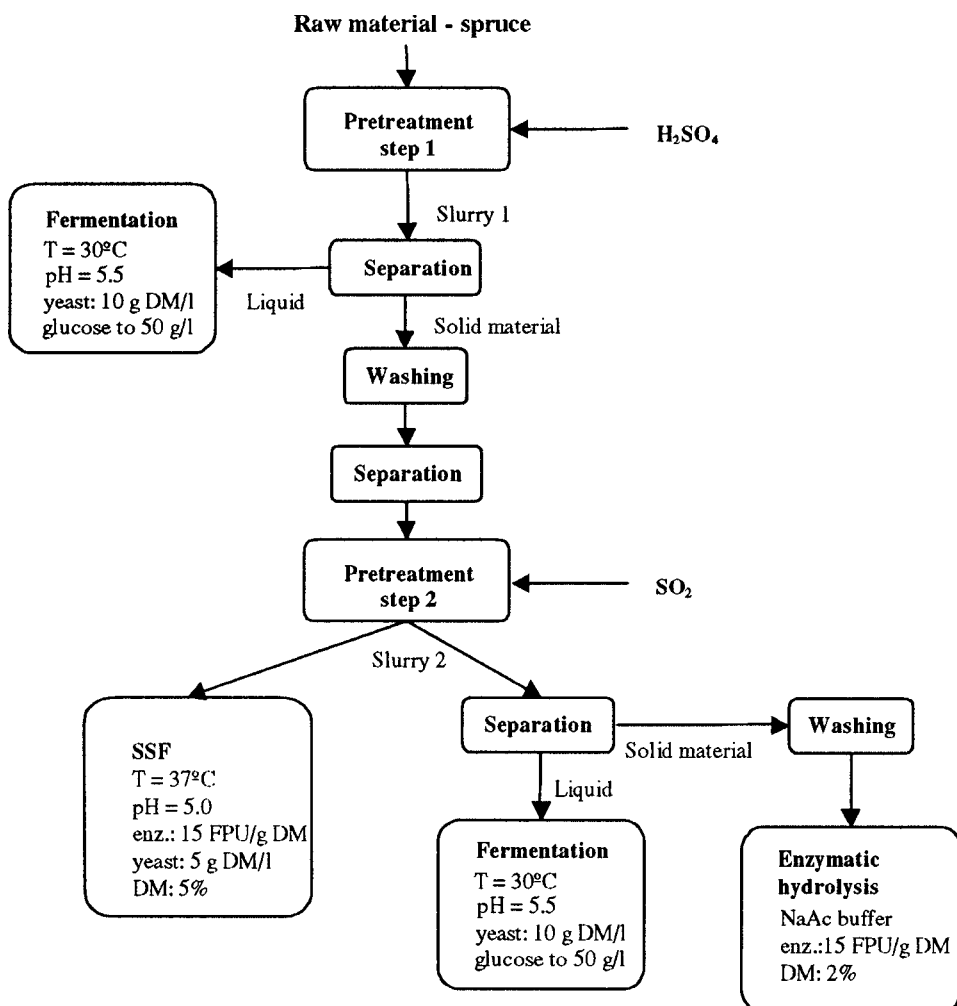 Raw material - spruce
Pretreatment
step 1
H₂SO₄
Slurry 1
Fermentation
T = 30ºC
pH = 5.5
yeast: 10 g DM/l
glucose to 50 g/l
Separation
Liquid
Solid material
Washing
Separation
Pretreatment
step 2
SO₂
Slurry 2
SSF
T = 37ºC
pH = 5.0
enz.: 15 FPU/g DM
yeast: 5 g DM/l
DM: 5%
Separation
Solid material
Washing
Liquid
Fermentation
T = 30ºC
pH = 5.5
yeast: 10 g DM/l
glucose to 50 g/l
Enzymatic
hydrolysis
NaAc buffer
enz.:15 FPU/g DM
DM: 2%